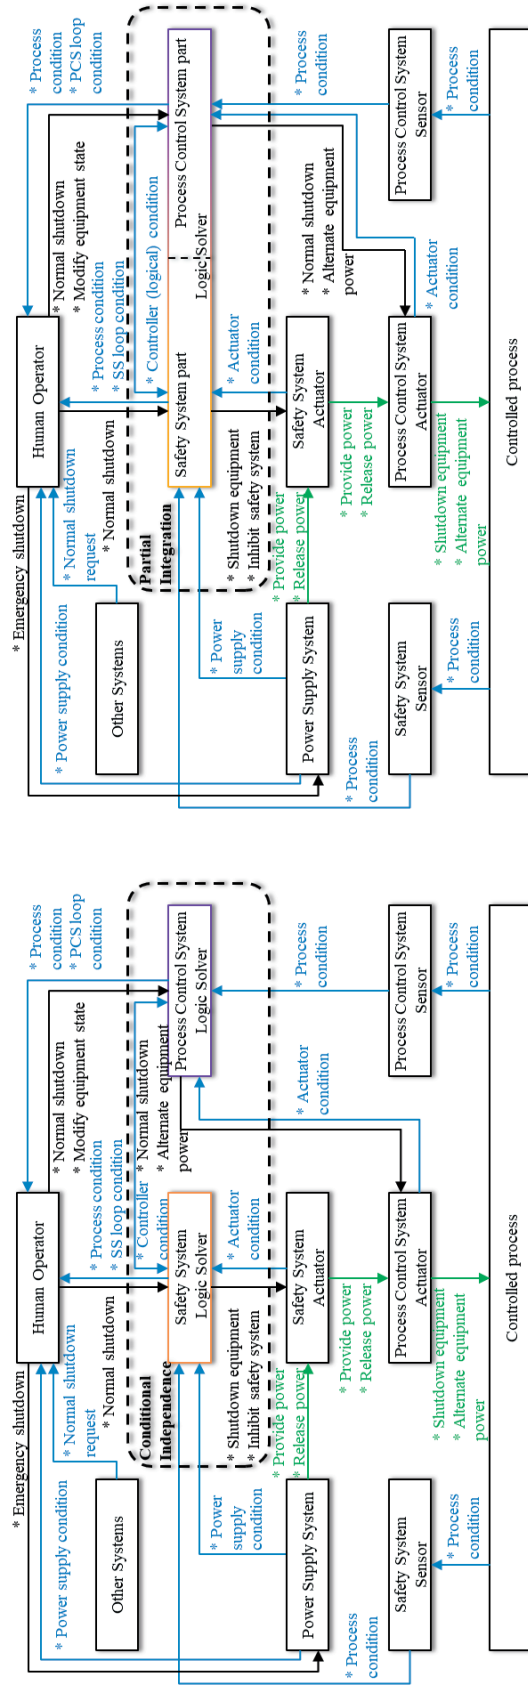 * Emergency shutdown
Human Operator
* Process
condition
* PCS loop
condition
* Power supply condition
* Normal shutdown
request
* Normal shutdown
* Normal shutdown
* Modify equipment state
Other Systems
* Process condition
* SS loop condition
* Controller
condition
* Normal shutdown
* Alternate equipment
power
Conditional
Independence
Safety System
Logic Solver
Process Control System
Logic Solver
* Power
supply
condition
* Shutdown equipment
* Inhibit safety system
* Actuator
condition
* Process
condition
* Provide power
* Release power
Power Supply System
Safety System
Actuator
* Process
condition
* Provide power
* Release power
* Actuator
condition
Safety System
Sensor
Process Control System
Actuator
Process Control System
Sensor
* Process
condition
* Shutdown equipment
* Alternate equipment
power
* Process
condition
Controlled process
* Emergency shutdown
Human Operator
* Process
condition
* PCS loop
condition
* Power supply condition
* Normal shutdown
request
* Normal shutdown
* Normal shutdown
* Modify equipment state
Other Systems
* Process condition
* SS loop condition
* Controller (logical) condition
Partial
Integration
Safety System part
Process Control System part
Logic Solver
* Power
supply
condition
* Shutdown equipment
* Inhibit safety system
* Actuator
condition
* Normal shutdown
* Alternate equipment
power
* Process
condition
* Provide power
* Release power
Power Supply System
Safety System
Actuator
* Process
condition
* Provide power
* Release power
Safety System
Sensor
Process Control System
Actuator
Process Control System
Sensor
* Process
condition
* Shutdown equipment
* Alternate equipment
power
* Actuator
condition
* Process
condition
Controlled process